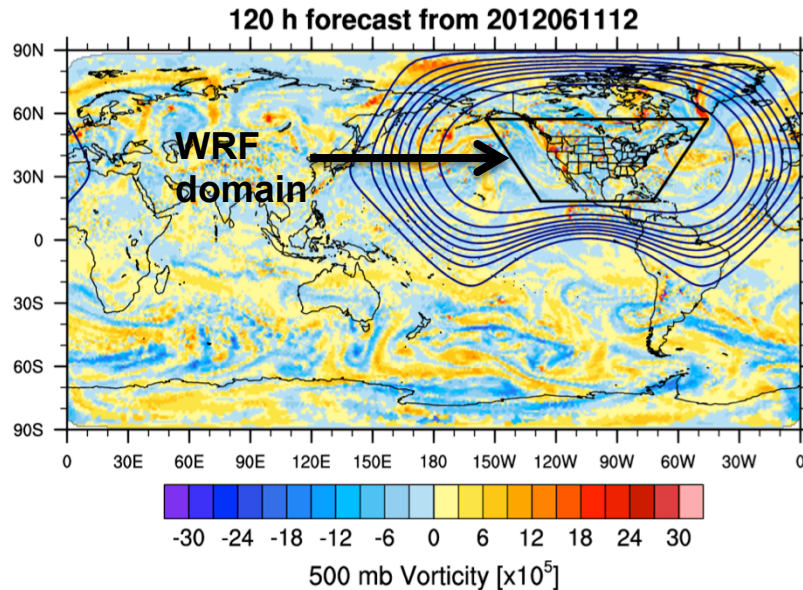 120 h forecast from 2012061112
90N
60N
30N
0
30S
60S
90S
WRF
domain
0 30E 60E 90E 120E 150E 180 150W 120W 90W 60W 30W 0
-30 -24 -18 -12 -6 0 6 12 18 24 30
500 mb Vorticity [x10⁵]